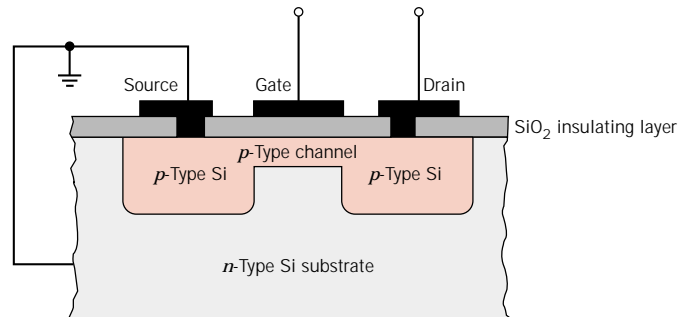 Source
Gate
Drain
SiO2 insulating layer
p-Type channel
p-Type Si
p-Type Si
n-Type Si substrate